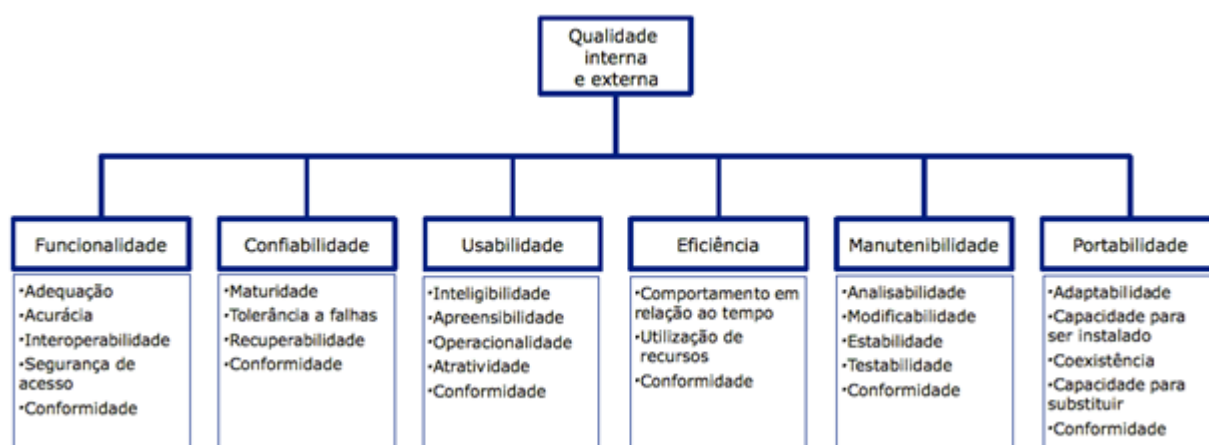 Qualidade
interna
e externa
Funcionalidade
•Adequação
•Acurácia
•Interoperabilidade
•Segurança de
acesso
•Conformidade
Confiabilidade
•Maturidade
•Tolerância a falhas
•Recuperabilidade
•Conformidade
Usabilidade
•Inteligibilidade
•Apreensibilidade
•Operacionalidade
•Atratividade
•Conformidade
Eficiência
•Comportamento em
relação ao tempo
•Utilização de
recursos
•Conformidade
Manutenibilidade
•Analisabilidade
•Modificabilidade
•Estabilidade
•Testabilidade
•Conformidade
Portabilidade
•Adaptabilidade
•Capacidade para
ser instalado
•Coexistência
•Capacidade para
substituir
•Conformidade